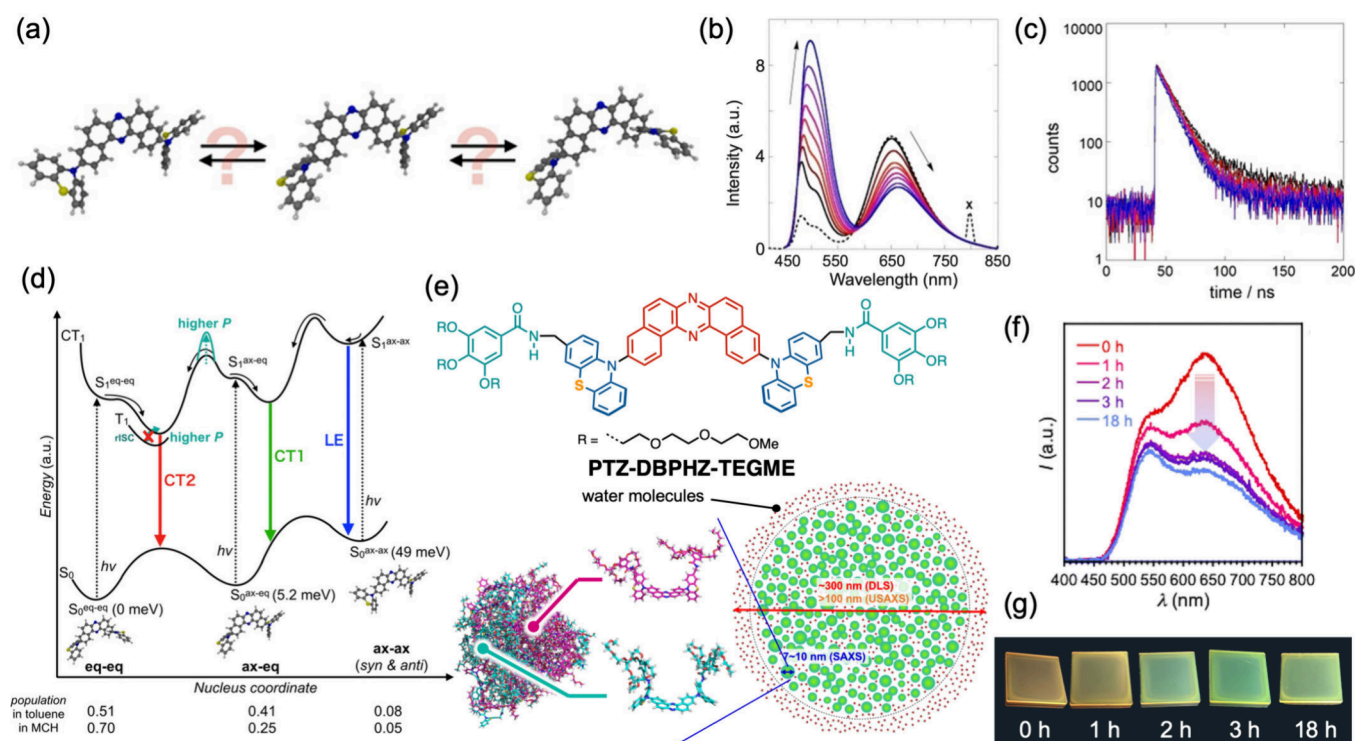 (a)
?
?
(b)
8
4
0
Intensity (a.u.)
x
450
550
650
750
850
Wavelength (nm)
(c)
10000
1000
100
10
1
counts
0
50
100
150
200
time / ns
(d)
Energy (a.u.)
CT1
S1eq-eq
T1
rISC
higher P
higher P
S1ax-eq
S1ax-ax
CT2
CT1
LE
hv
hv
hv
S0
S0eq-eq (0 meV)
S0ax-eq (5.2 meV)
S0ax-ax (49 meV)
eq-eq
ax-eq
ax-ax
(syn & anti)
Nucleus coordinate
population
in toluene 0.51 0.41 0.08
in MCH 0.70 0.25 0.05
(e)
RO
RO
OR
O
N
H
N
S
N
N
N
S
N
H
O
OR
OR
OR
R =
O
O
OMe
PTZ-DBPHZ-TEGME
water molecules
~300 nm (DLS)
>100 nm (USAXS)
7~10 nm (SAXS)
(f)
I (a.u.)
0 h
1 h
2 h
3 h
18 h
400 450 500 550 600 650 700 750 800
λ (nm)
(g)
0 h
1 h
2 h
3 h
18 h